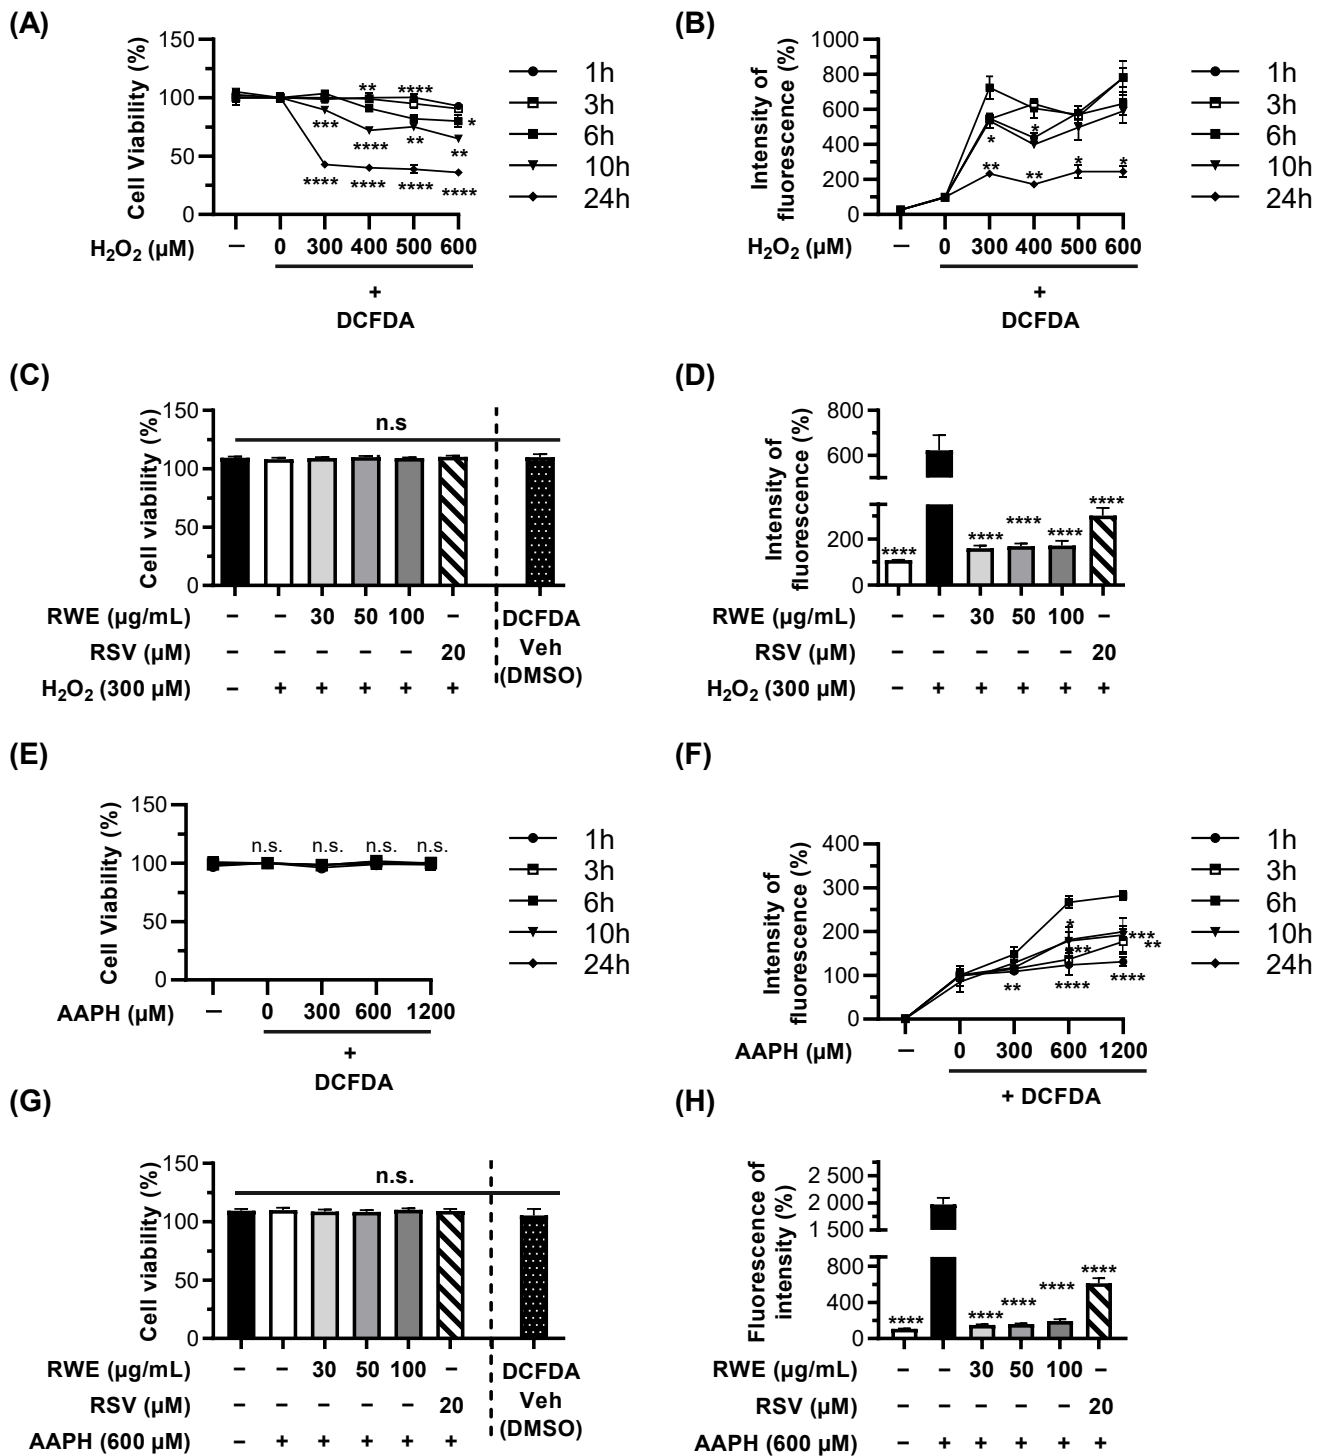 (A)
Cell Viability (%)
150
100
50
0
** ****
*** **** ** ** *
**** **** **** ****
H₂O₂ (µM) – 0 300 400 500 600
+
DCFDA
1h
3h
6h
10h
24h
(B)
Intensity of
fluorescence (%)
1000
800
600
400
200
0
* *
** ** * *
H₂O₂ (µM) – 0 300 400 500 600
+
DCFDA
1h
3h
6h
10h
24h
(C)
Cell viability (%)
150
100
50
0
n.s
RWE (µg/mL) – – 30 50 100 –
RSV (µM) – – – – – 20
H₂O₂ (300 µM) – + + + + +
DCFDA
Veh
(DMSO)
(D)
Intensity of
fluorescence (%)
800
600
200
0
**** **** **** **** ****
RWE (µg/mL) – – 30 50 100 –
RSV (µM) – – – – – 20
H₂O₂ (300 µM) – + + + + +
(E)
Cell Viability (%)
150
100
50
0
n.s. n.s. n.s. n.s.
AAPH (µM) – 0 300 600 1200
+
DCFDA
1h
3h
6h
10h
24h
(F)
Intensity of
fluorescence (%)
400
300
200
100
0
* *** *** **
** **** ****
AAPH (µM) – 0 300 600 1200
+ DCFDA
1h
3h
6h
10h
24h
(G)
Cell viability (%)
150
100
50
0
n.s.
RWE (µg/mL) – – 30 50 100 –
RSV (µM) – – – – – 20
AAPH (600 µM) – + + + + +
DCFDA
Veh
(DMSO)
(H)
Fluorescence of
intensity (%)
2 500
2 000
1 500
800
400
0
**** **** **** **** ****
RWE (µg/mL) – – 30 50 100 –
RSV (µM) – – – – – 20
AAPH (600 µM) – + + + + +